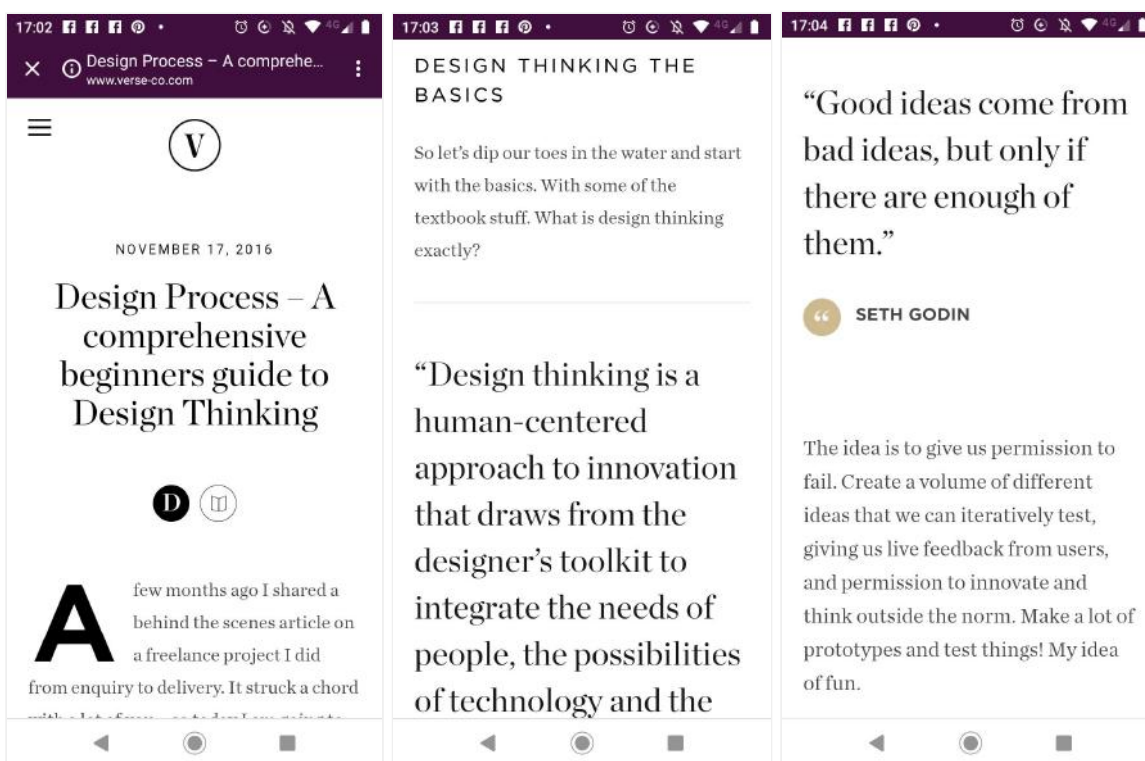 17:02
Design Process – A comprehe...
www.verse-co.com
V
NOVEMBER 17, 2016
Design Process – A
comprehensive
beginners guide to
Design Thinking
D
A few months ago I shared a
behind the scenes article on
a freelance project I did
from enquiry to delivery. It struck a chord
17:03
4G
DESIGN THINKING THE
BASICS
So let's dip our toes in the water and start
with the basics. With some of the
textbook stuff. What is design thinking
exactly?
“Design thinking is a
human-centered
approach to innovation
that draws from the
designer’s toolkit to
integrate the needs of
people, the possibilities
of technology and the
17:04
4G
“Good ideas come from
bad ideas, but only if
there are enough of
them.”
SETH GODIN
The idea is to give us permission to
fail. Create a volume of different
ideas that we can iteratively test,
giving us live feedback from users,
and permission to innovate and
think outside the norm. Make a lot of
prototypes and test things! My idea
of fun.